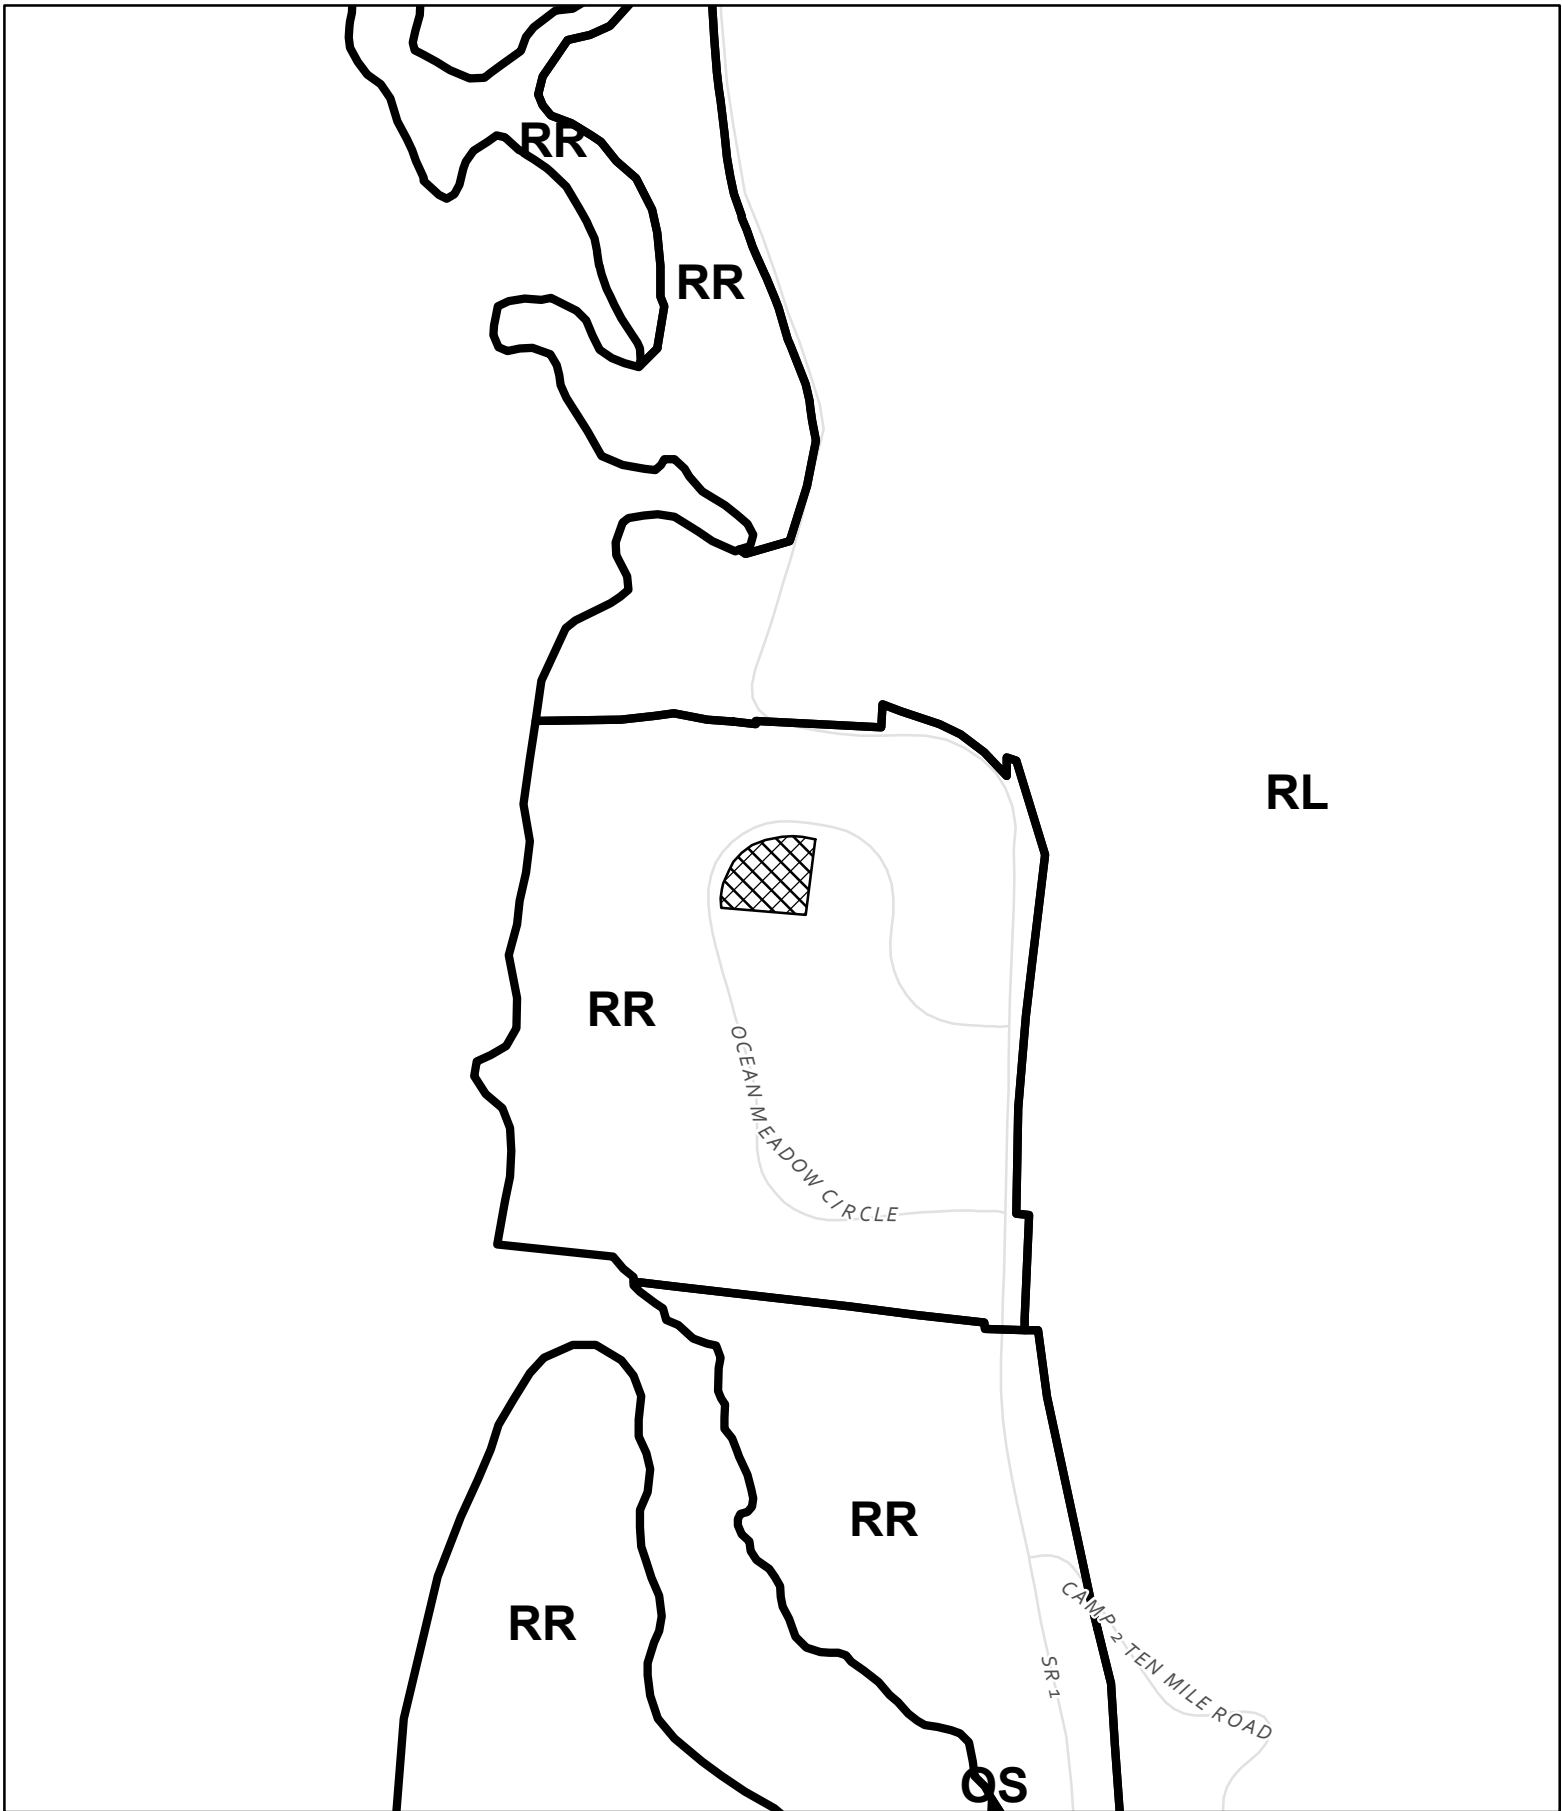 RR
RR
RL
RR
OCEAN MEADOW CIRCLE
RR
CAMP 2 TEN MILE ROAD
RR
SR 1
OS